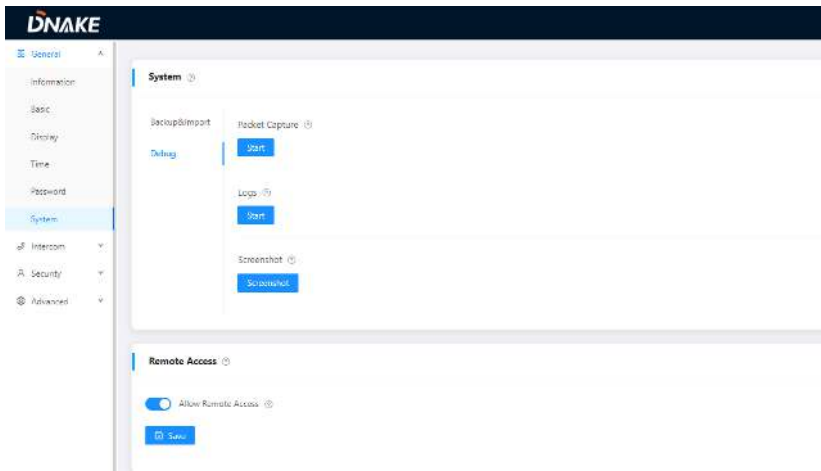 DNAKE
General
Information
Basic
Display
Time
Password
System
Intercom
Security
Advanced
System
Backup&Import
Debug
Packet Capture
Start
Logs
Start
Screenshot
Screenshot
Remote Access
Allow Remote Access
Save